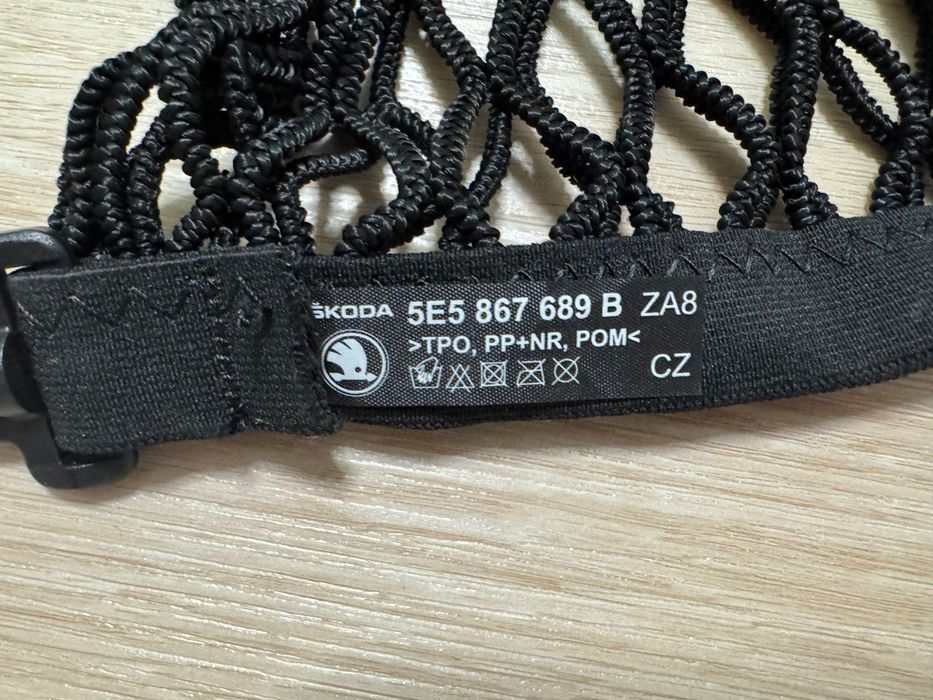 ŠKODA 5E5 867 689 B ZA8
>TPO, PP+NR, POM<
CZ